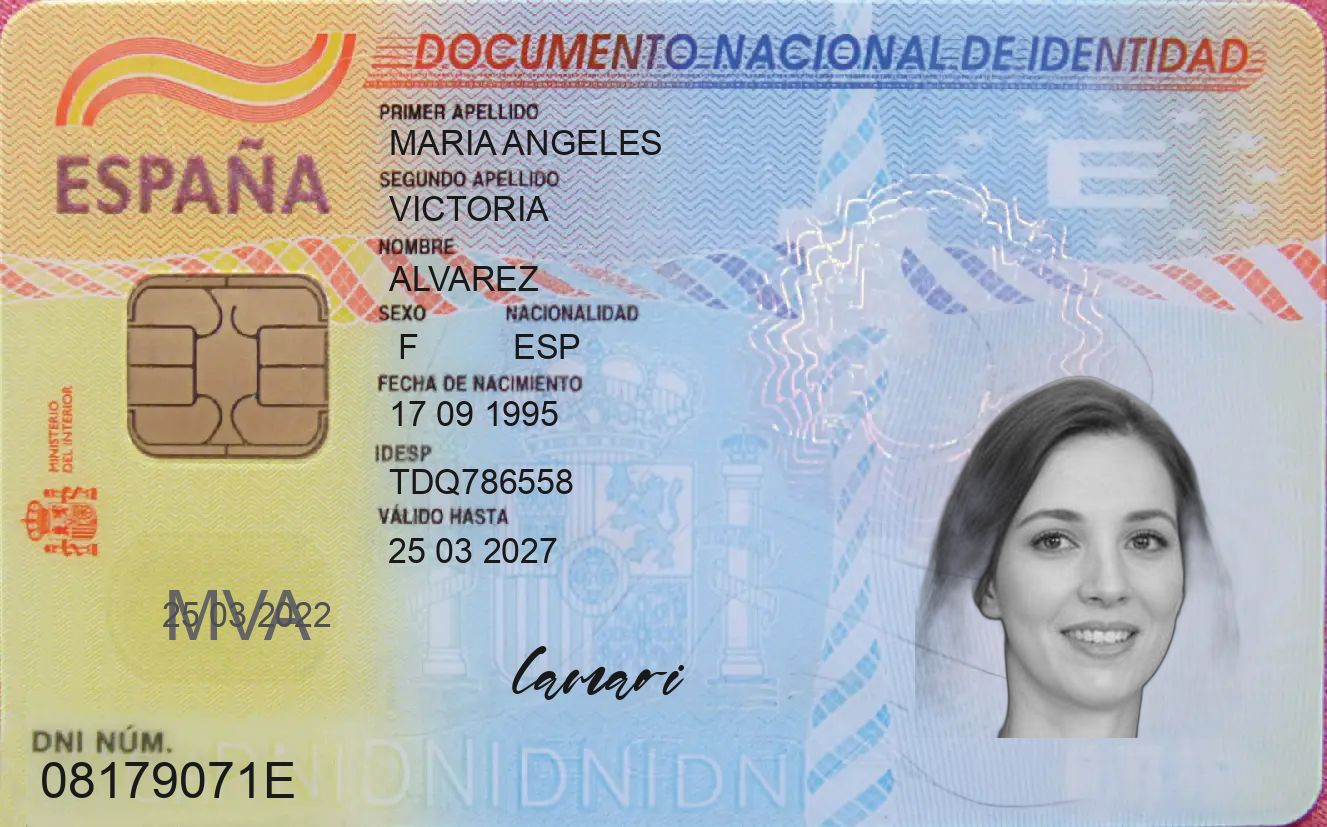 DOCUMENTO NACIONAL DE IDENTIDAD
ESPAÑA
PRIMER APELLIDO
MARIA ANGELES
SEGUNDO APELLIDO
VICTORIA
NOMBRE
ALVAREZ
SEXO NACIONALIDAD
F ESP
FECHA DE NACIMIENTO
17 09 1995
IDESP
TDQ786558
VÁLIDO HASTA
25 03 2027
MINISTERIO
DEL INTERIOR
E
25 03 2022
MVA
Camari
DNI NÚM.
08179071E
DNIDNIDNIDNI